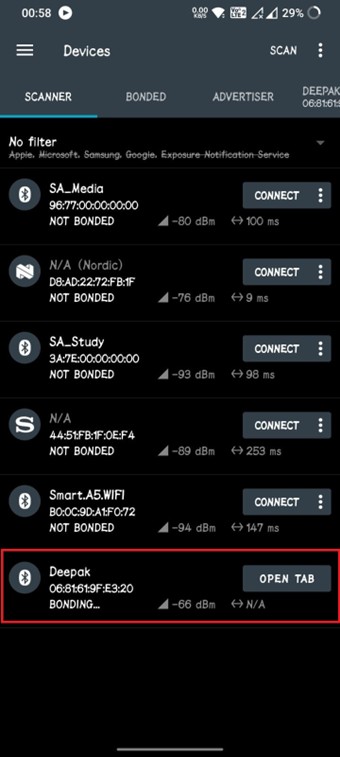 00:58
0.00 KB/S
29%
Devices
SCAN
SCANNER
BONDED
ADVERTISER
DEEPAK
06:81:61:9
No filter
Apple, Microsoft, Samsung, Google, Exposure Notification Service
SA_Media
96:77:00:00:00:00
NOT BONDED -80 dBm 100 ms
CONNECT
N/A (Nordic)
D8:AD:22:72:FB:1F
NOT BONDED -76 dBm 9 ms
CONNECT
SA_Study
3A:7E:00:00:00:00
NOT BONDED -93 dBm 98 ms
CONNECT
N/A
44:51:FB:1F:0E:F4
NOT BONDED -89 dBm 253 ms
CONNECT
Smart.A5.WIFI
B0:0C:9D:A1:F0:72
NOT BONDED -94 dBm 147 ms
CONNECT
Deepak
06:81:61:9F:E3:20
BONDING... -66 dBm N/A
OPEN TAB